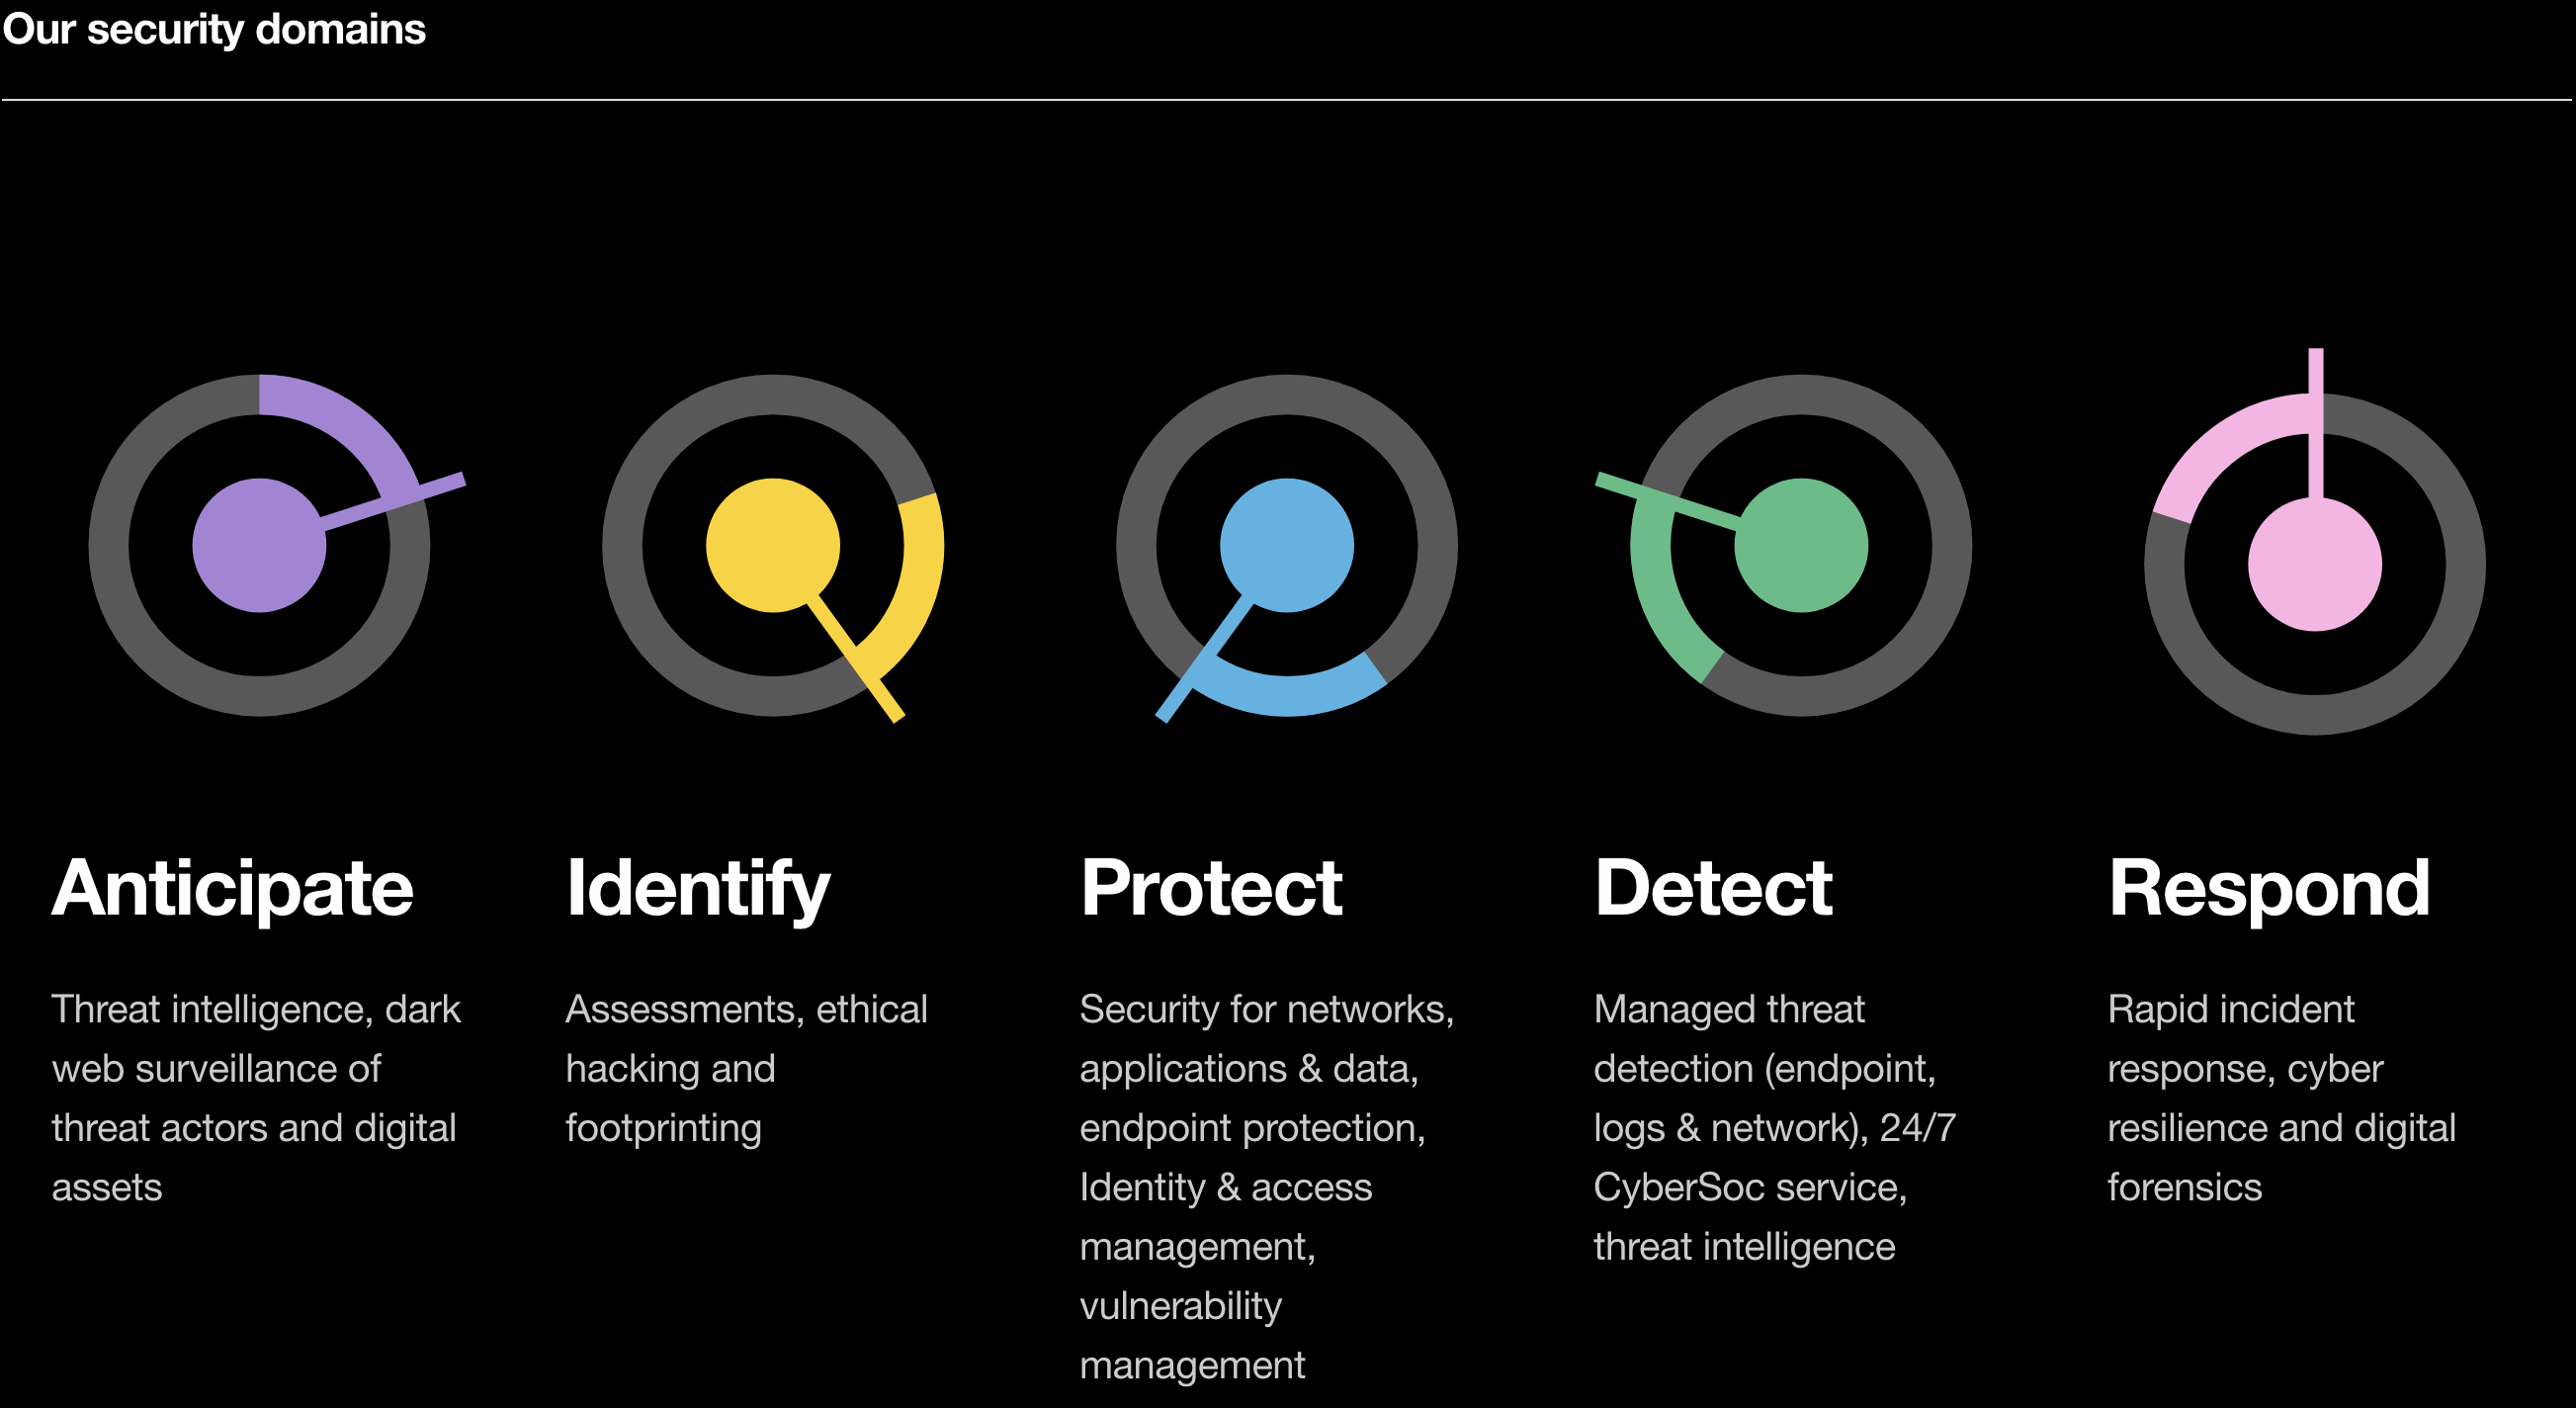 Our security domains
Anticipate
Threat intelligence, dark
web surveillance of
threat actors and digital
assets
Identify
Assessments, ethical
hacking and
footprinting
Protect
Security for networks,
applications & data,
endpoint protection,
Identity & access
management,
vulnerability
management
Detect
Managed threat
detection (endpoint,
logs & network), 24/7
CyberSoc service,
threat intelligence
Respond
Rapid incident
response, cyber
resilience and digital
forensics